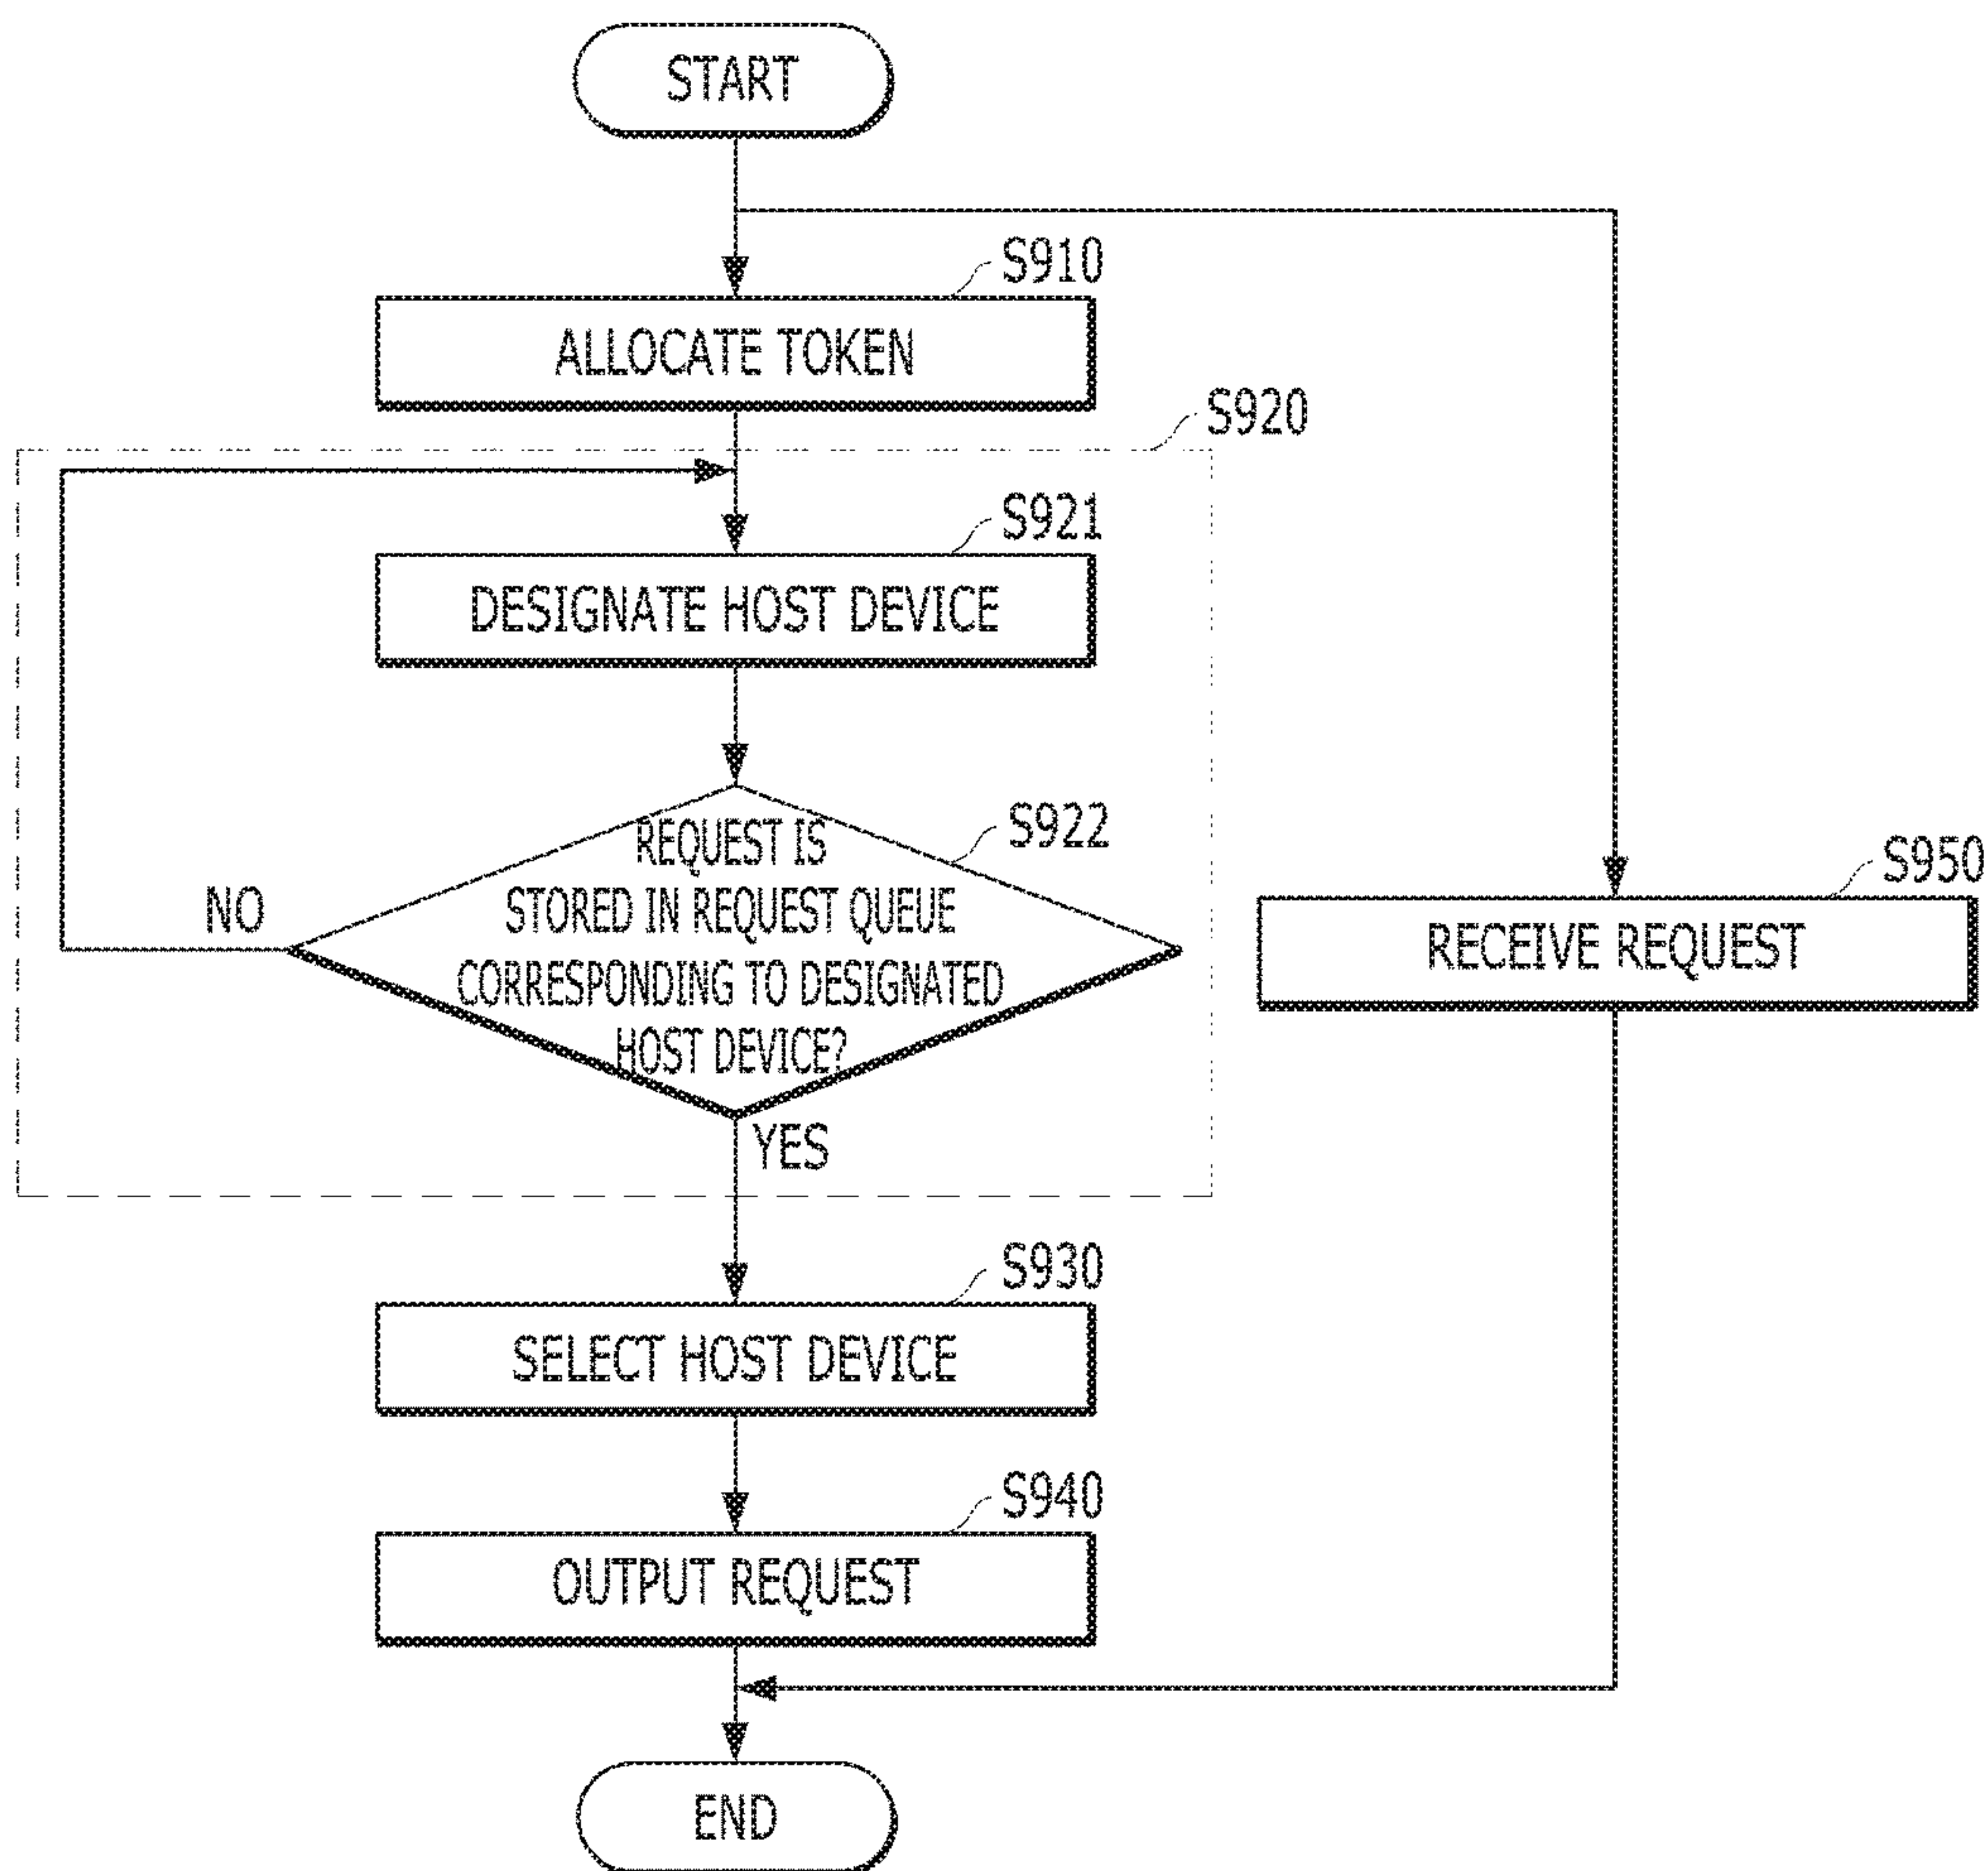 START
S910
ALLOCATE TOKEN
S920
S921
DESIGNATE HOST DEVICE
S922
REQUEST IS
STORED IN REQUEST QUEUE
CORRESPONDING TO DESIGNATED
HOST DEVICE?
NO
YES
S950
RECEIVE REQUEST
S930
SELECT HOST DEVICE
S940
OUTPUT REQUEST
END